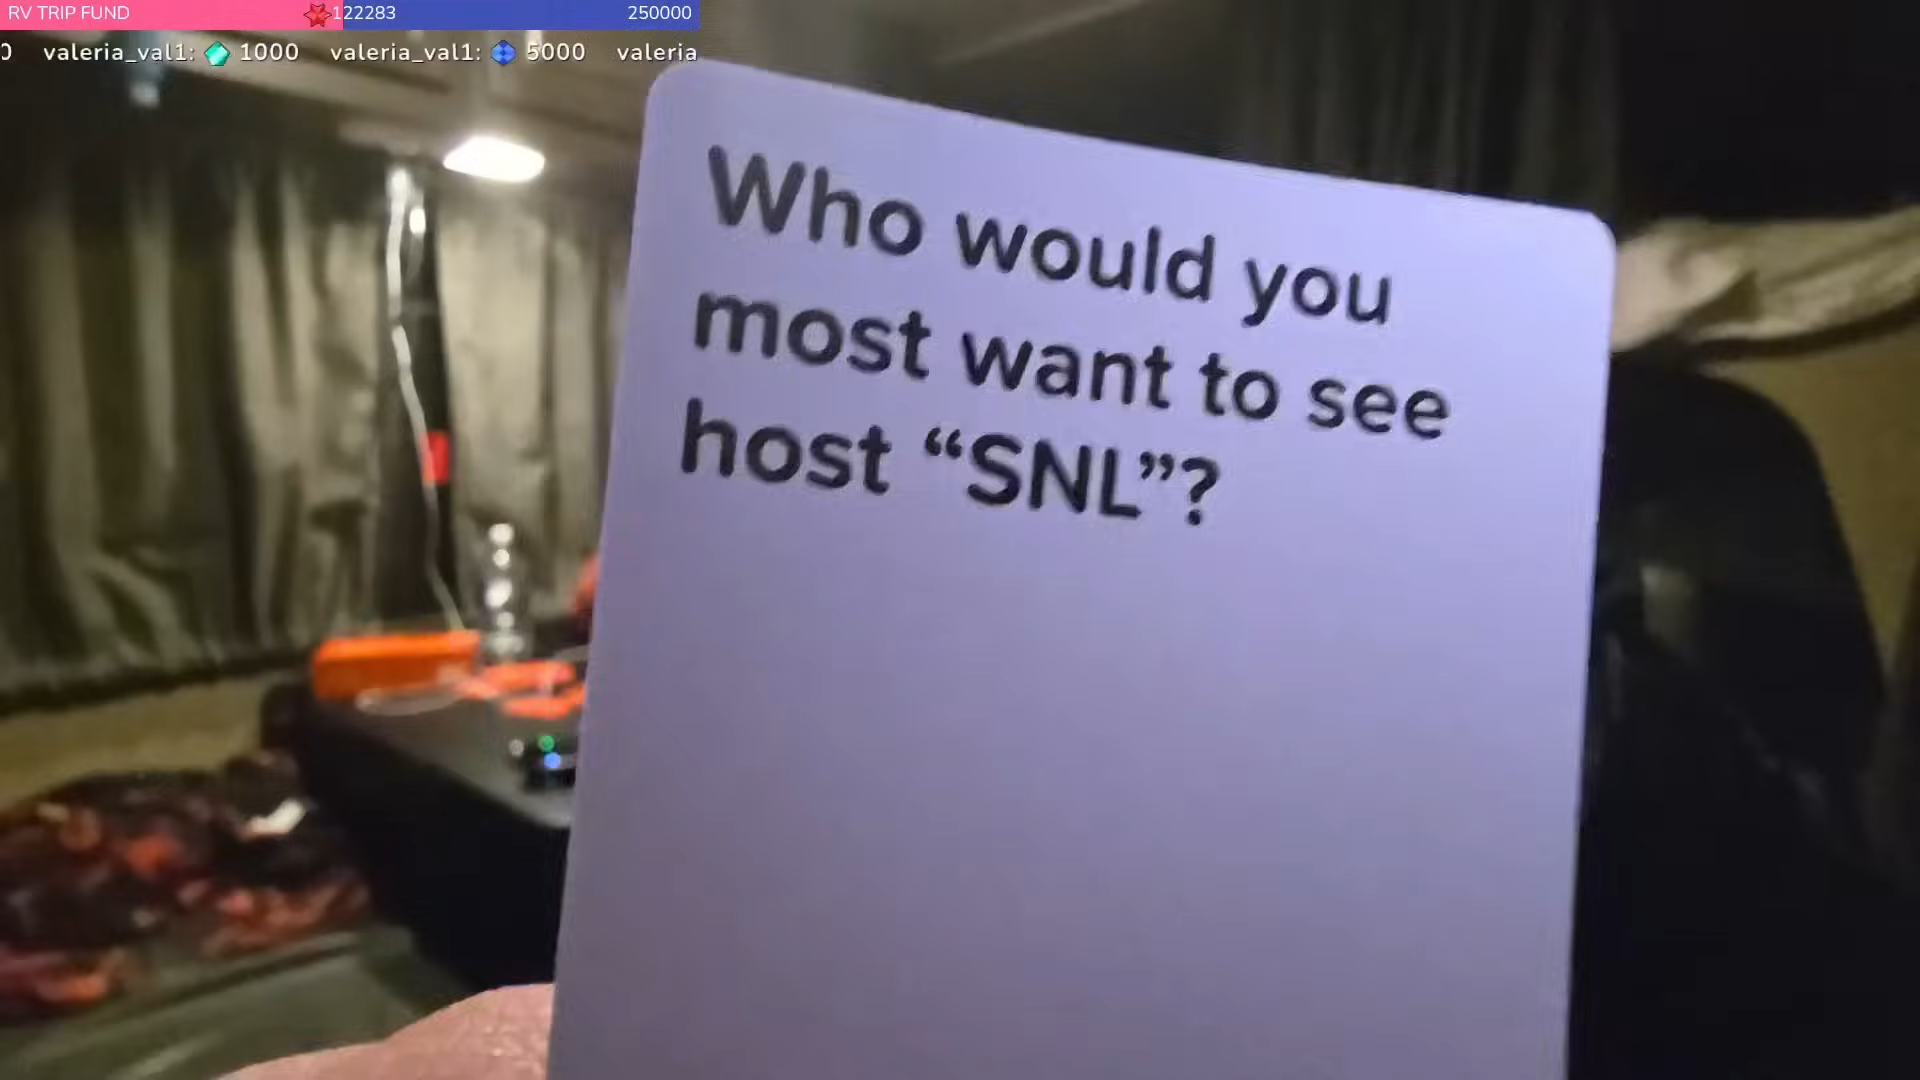 RV TRIP FUND 122283 250000
0 valeria_val1: 1000 valeria_val1: 5000 valeria
Who would you
most want to see
host “SNL”?